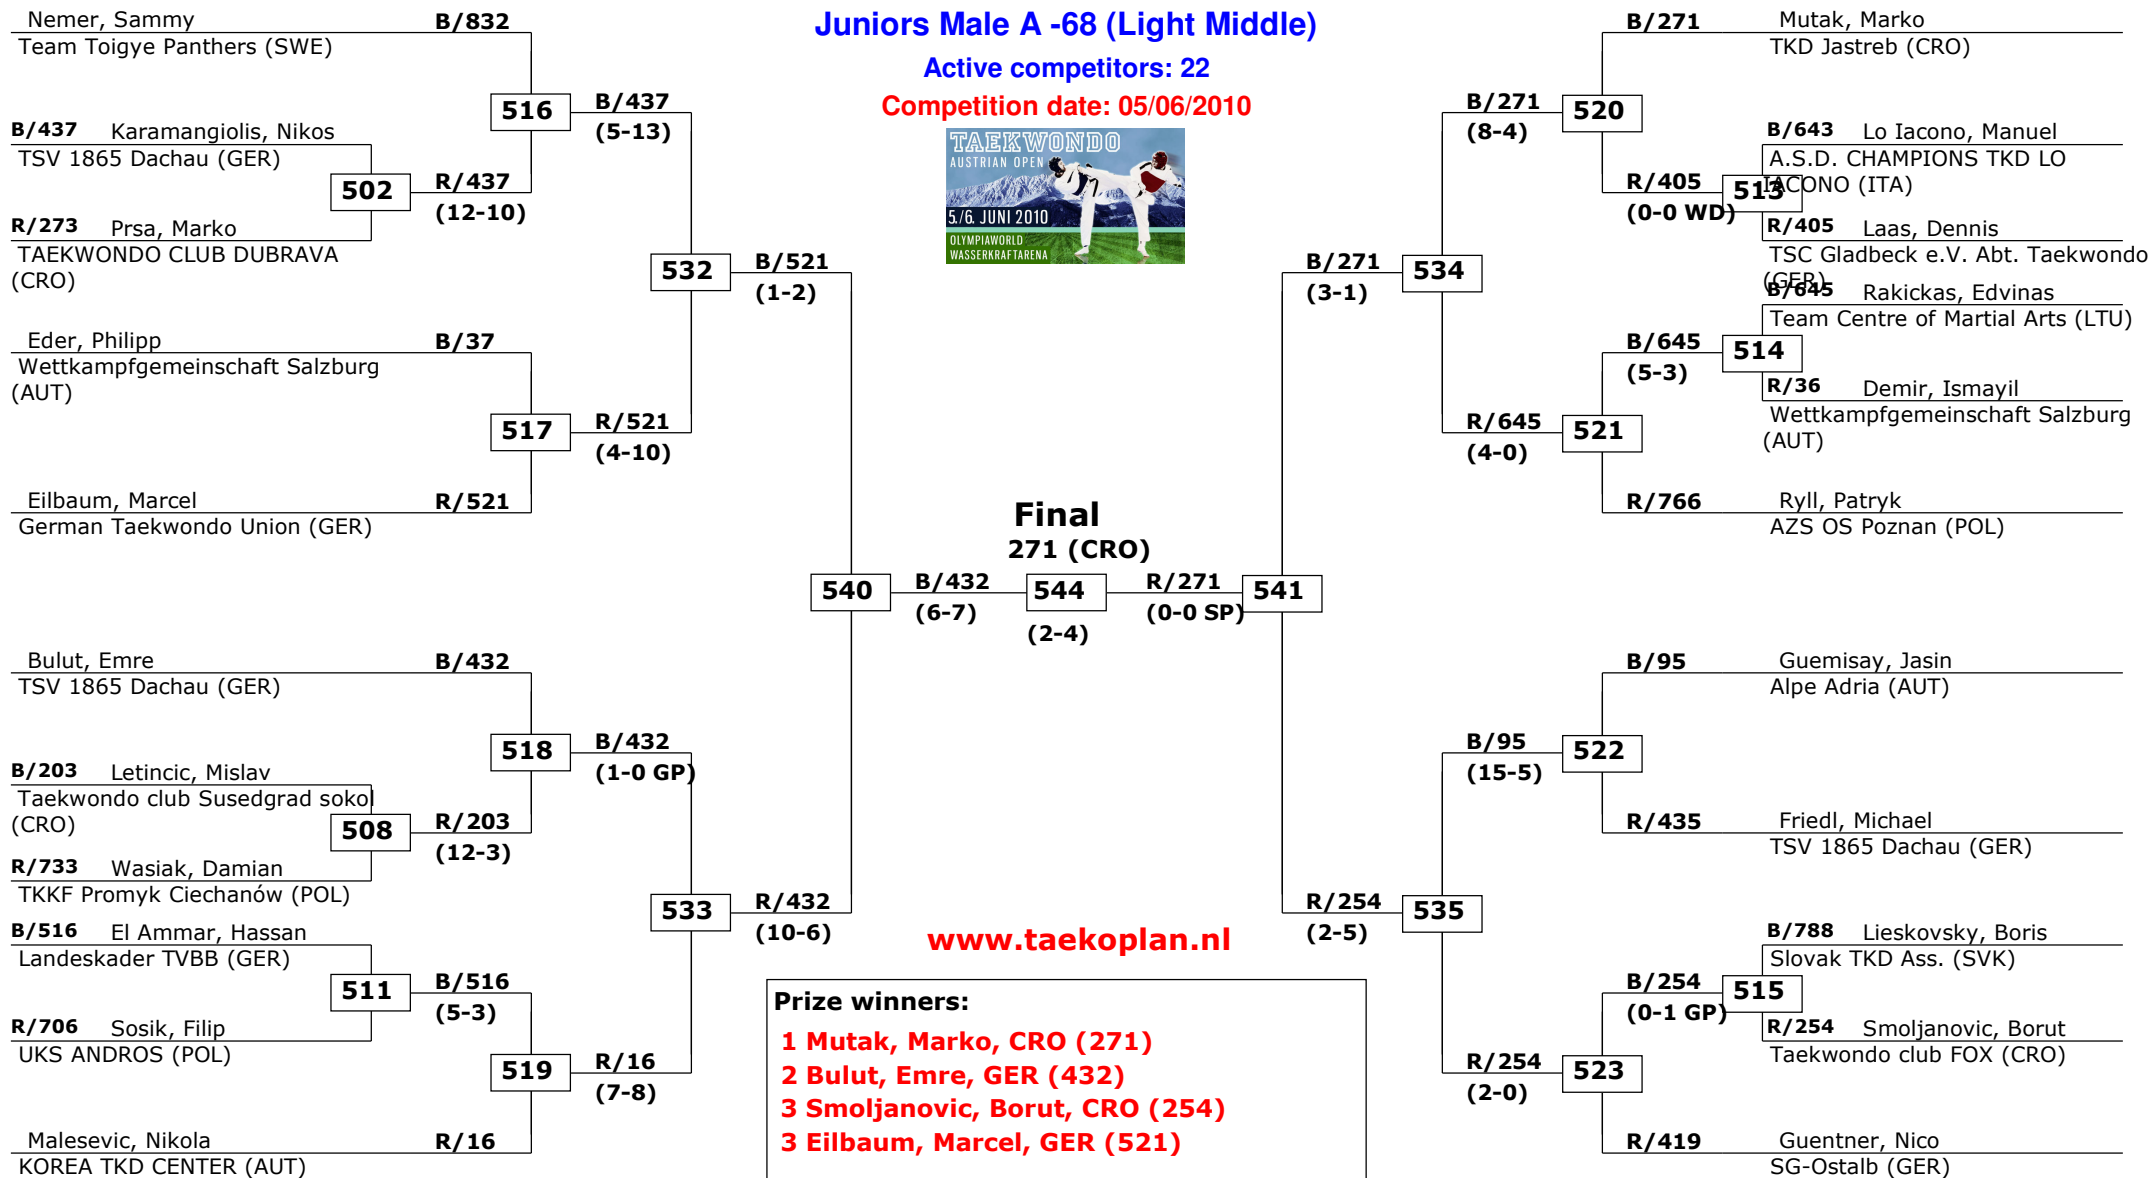 Juniors Male A -68 (Light Middle)
Active competitors: 22
Competition date: 05/06/2010
TAEKWONDO
AUSTRIAN OPEN
5./6. JUNI 2010
OLYMPIAWORLD
WASSERKRAFTARENA
Nemer, Sammy B/832
Team Toigye Panthers (SWE)
B/437 Karamangiolis, Nikos
TSV 1865 Dachau (GER)
502
R/437
(12-10)
R/273 Prsa, Marko
TAEKWONDO CLUB DUBRAVA
(CRO)
516
B/437
(5-13)
Eder, Philipp B/37
Wettkampfgemeinschaft Salzburg
(AUT)
517
R/521
(4-10)
Eilbaum, Marcel R/521
German Taekwondo Union (GER)
532
B/521
(1-2)
Bulut, Emre B/432
TSV 1865 Dachau (GER)
518
B/432
(1-0 GP)
B/203 Letincic, Mislav
Taekwondo club Susedgrad sokol
(CRO)
508
R/203
(12-3)
R/733 Wasiak, Damian
TKKF Promyk Ciechanów (POL)
B/516 El Ammar, Hassan
Landeskader TVBB (GER)
511
B/516
(5-3)
R/706 Sosik, Filip
UKS ANDROS (POL)
519
R/16
(7-8)
Malesevic, Nikola R/16
KOREA TKD CENTER (AUT)
533
R/432
(10-6)
540
B/432
(6-7)
Final
271 (CRO)
544
(2-4)
R/271
(0-0 SP)
541
B/271
(3-1)
534
B/271
(8-4)
520
B/271 Mutak, Marko
TKD Jastreb (CRO)
B/643 Lo Iacono, Manuel
A.S.D. CHAMPIONS TKD LO
IACONO (ITA)
R/405
(0-0 WD)
513
R/405 Laas, Dennis
TSC Gladbeck e.V. Abt. Taekwondo
(GER)
B/645 Rakickas, Edvinas
Team Centre of Martial Arts (LTU)
B/645
(5-3)
514
R/36 Demir, Ismayil
Wettkampfgemeinschaft Salzburg
(AUT)
R/645
(4-0)
521
R/766 Ryll, Patryk
AZS OS Poznan (POL)
B/95 Guemisay, Jasin
Alpe Adria (AUT)
B/95
(15-5)
522
R/435 Friedl, Michael
TSV 1865 Dachau (GER)
R/254
(2-5)
535
B/788 Lieskovsky, Boris
Slovak TKD Ass. (SVK)
B/254
(0-1 GP)
515
R/254 Smoljanovic, Borut
Taekwondo club FOX (CRO)
R/254
(2-0)
523
R/419 Guentner, Nico
SG-Ostalb (GER)
www.taekoplan.nl
Prize winners:
1 Mutak, Marko, CRO (271)
2 Bulut, Emre, GER (432)
3 Smoljanovic, Borut, CRO (254)
3 Eilbaum, Marcel, GER (521)